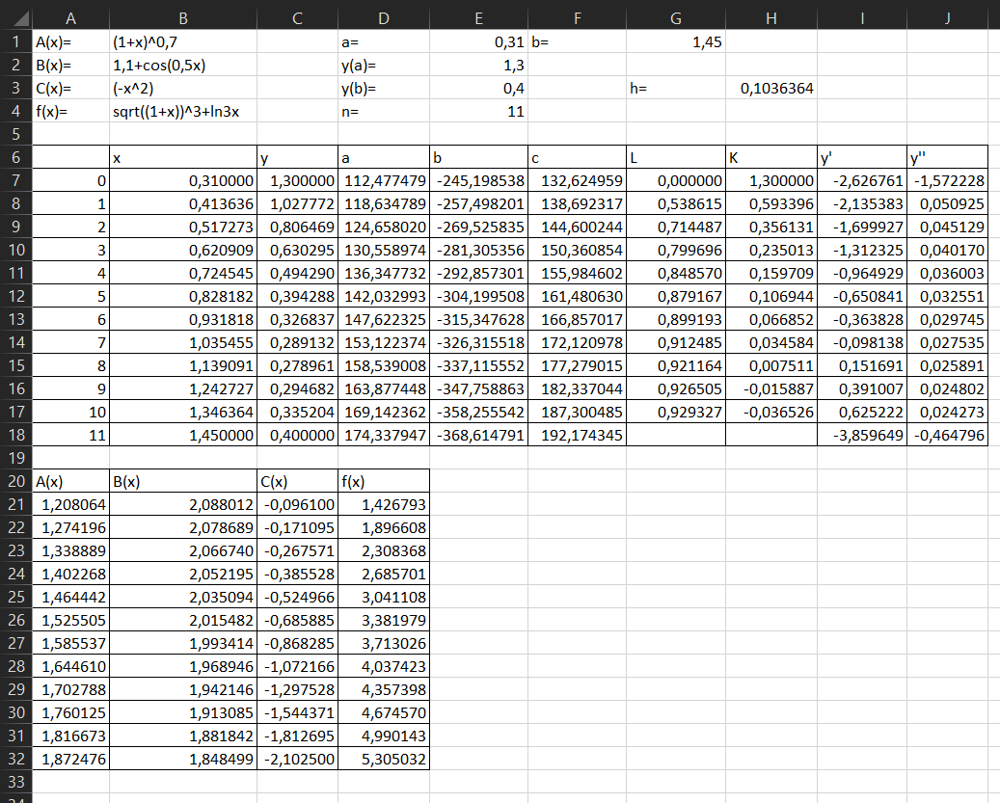 A B C D E F G H I J
1 A(x)= (1+x)^0,7 a= 0,31 b= 1,45
2 B(x)= 1,1+cos(0,5x) y(a)= 1,3
3 C(x)= (-x^2) y(b)= 0,4 h= 0,1036364
4 f(x)= sqrt((1+x))^3+ln3x n= 11
5
6 x y a b c L K y' y''
7 0 0,310000 1,300000 112,477479 -245,198538 132,624959 0,000000 1,300000 -2,626761 -1,572228
8 1 0,413636 1,027772 118,634789 -257,498201 138,692317 0,538615 0,593396 -2,135383 0,050925
9 2 0,517273 0,806469 124,658020 -269,525835 144,600244 0,714487 0,356131 -1,699927 0,045129
10 3 0,620909 0,630295 130,558974 -281,305356 150,360854 0,799696 0,235013 -1,312325 0,040170
11 4 0,724545 0,494290 136,347732 -292,857301 155,984602 0,848570 0,159709 -0,964929 0,036003
12 5 0,828182 0,394288 142,032993 -304,199508 161,480630 0,879167 0,106944 -0,650841 0,032551
13 6 0,931818 0,326837 147,622325 -315,347628 166,857017 0,899193 0,066852 -0,363828 0,029745
14 7 1,035455 0,289132 153,122374 -326,315518 172,120978 0,912485 0,034584 -0,098138 0,027535
15 8 1,139091 0,278961 158,539008 -337,115552 177,279015 0,921164 0,007511 0,151691 0,025891
16 9 1,242727 0,294682 163,877448 -347,758863 182,337044 0,926505 -0,015887 0,391007 0,024802
17 10 1,346364 0,335204 169,142362 -358,255542 187,300485 0,929327 -0,036526 0,625222 0,024273
18 11 1,450000 0,400000 174,337947 -368,614791 192,174345 -3,859649 -0,464796
19
20 A(x) B(x) C(x) f(x)
21 1,208064 2,088012 -0,096100 1,426793
22 1,274196 2,078689 -0,171095 1,896608
23 1,338889 2,066740 -0,267571 2,308368
24 1,402268 2,052195 -0,385528 2,685701
25 1,464442 2,035094 -0,524966 3,041108
26 1,525505 2,015482 -0,685885 3,381979
27 1,585537 1,993414 -0,868285 3,713026
28 1,644610 1,968946 -1,072166 4,037423
29 1,702788 1,942146 -1,297528 4,357398
30 1,760125 1,913085 -1,544371 4,674570
31 1,816673 1,881842 -1,812695 4,990143
32 1,872476 1,848499 -2,102500 5,305032
33